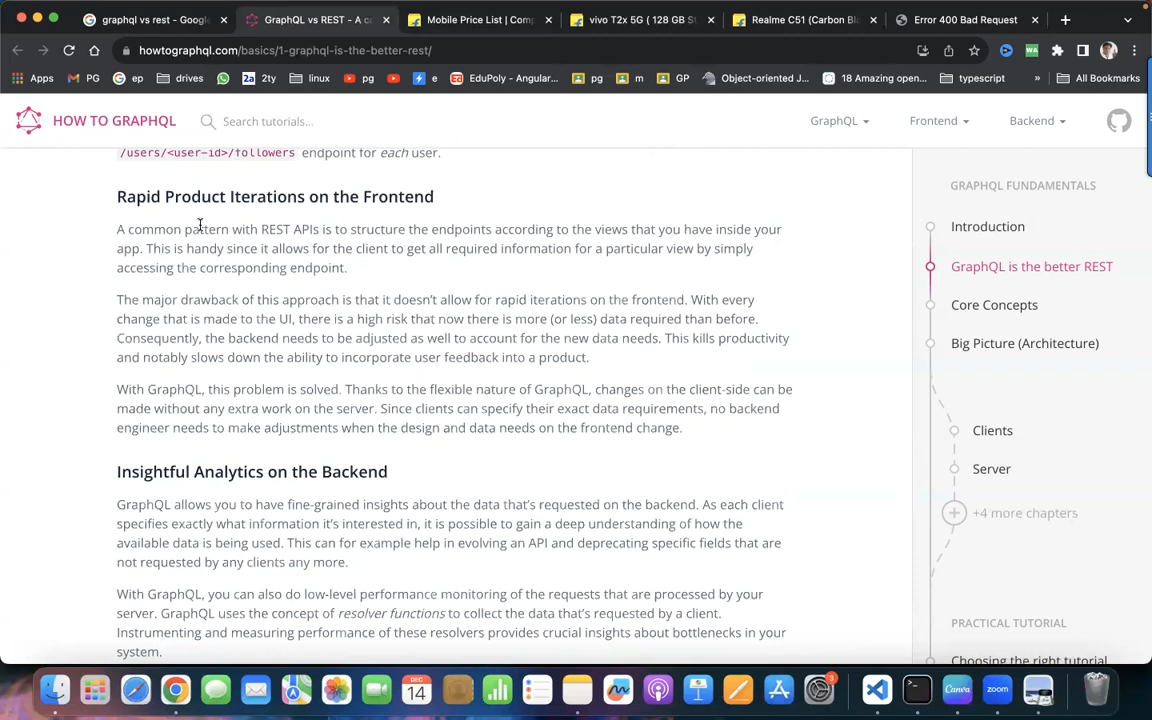 graphql vs rest - Google
GraphQL vs REST - A c
Mobile Price List | Comp
vivo T2x 5G ( 128 GB S
Realme C51 (Carbon Bl
Error 400 Bad Request
howtographql.com/basics/1-graphql-is-the-better-rest/
WA
Apps
PG
ep
drives
2a 2ty
linux
pg
e
Ed EduPoly - Angular...
pg
m
GP
Object-oriented J...
18 Amazing open...
typescript
»
All Bookmarks
HOW TO GRAPHQL
Search tutorials...
GraphQL
Frontend
Backend
/users/<user-id>/followers endpoint for each user.
Rapid Product Iterations on the Frontend
A common pattern with REST APIs is to structure the endpoints according to the views that you have inside your
app. This is handy since it allows for the client to get all required information for a particular view by simply
accessing the corresponding endpoint.
The major drawback of this approach is that it doesn't allow for rapid iterations on the frontend. With every
change that is made to the UI, there is a high risk that now there is more (or less) data required than before.
Consequently, the backend needs to be adjusted as well to account for the new data needs. This kills productivity
and notably slows down the ability to incorporate user feedback into a product.
With GraphQL, this problem is solved. Thanks to the flexible nature of GraphQL, changes on the client-side can be
made without any extra work on the server. Since clients can specify their exact data requirements, no backend
engineer needs to make adjustments when the design and data needs on the frontend change.
Insightful Analytics on the Backend
GraphQL allows you to have fine-grained insights about the data that's requested on the backend. As each client
specifies exactly what information it's interested in, it is possible to gain a deep understanding of how the
available data is being used. This can for example help in evolving an API and deprecating specific fields that are
not requested by any clients any more.
With GraphQL, you can also do low-level performance monitoring of the requests that are processed by your
server. GraphQL uses the concept of resolver functions to collect the data that's requested by a client.
Instrumenting and measuring performance of these resolvers provides crucial insights about bottlenecks in your
system.
GRAPHQL FUNDAMENTALS
Introduction
GraphQL is the better REST
Core Concepts
Big Picture (Architecture)
Clients
Server
+4 more chapters
PRACTICAL TUTORIAL
Choosing the right tutorial
DEC
14
3
Canva
zoom